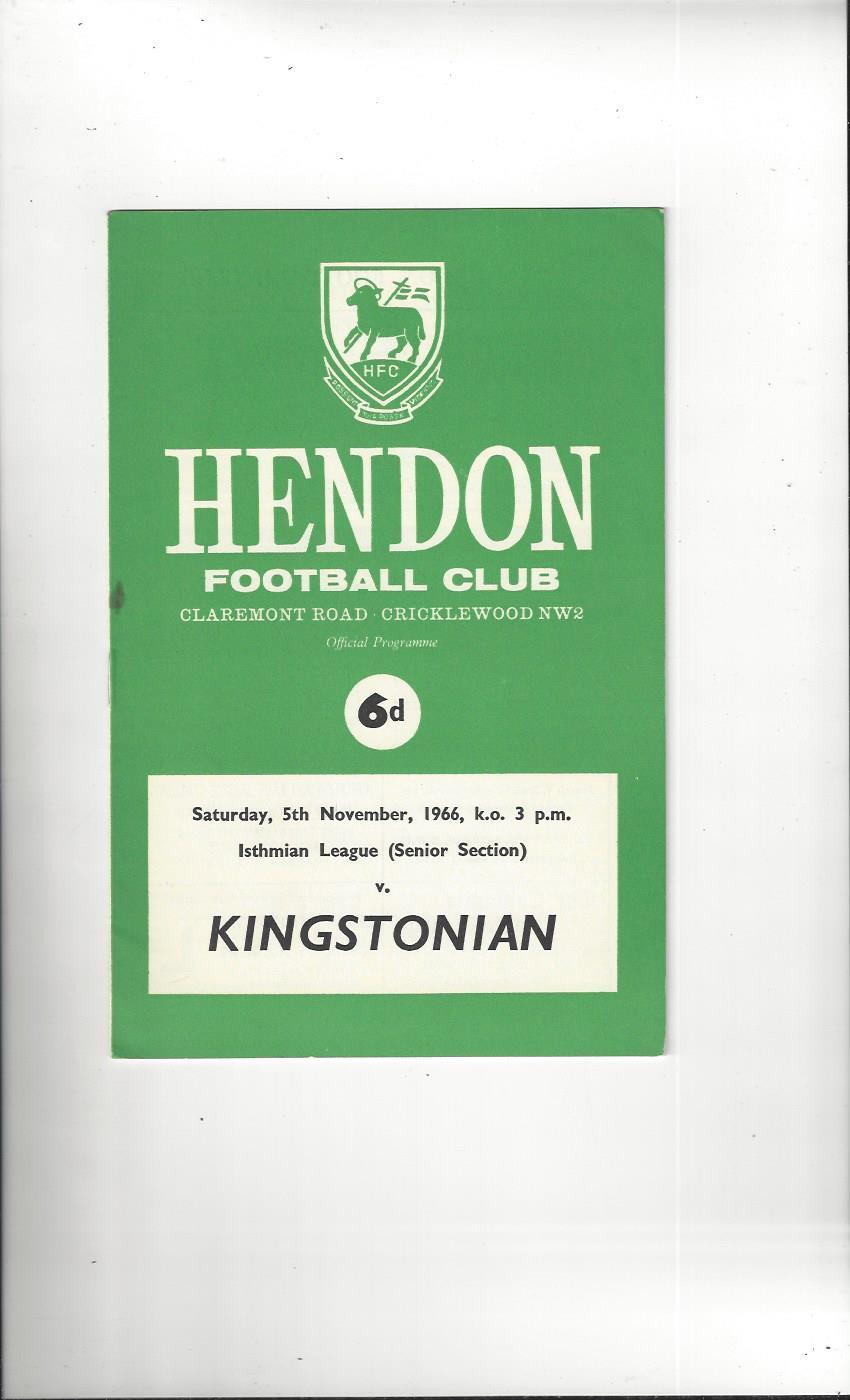 HFC
HENDON
FOOTBALL CLUB
CLAREMONT ROAD · CRICKLEWOOD NW2
Official Programme
6d
Saturday, 5th November, 1966, k.o. 3 p.m.
Isthmian League (Senior Section)
v.
KINGSTONIAN